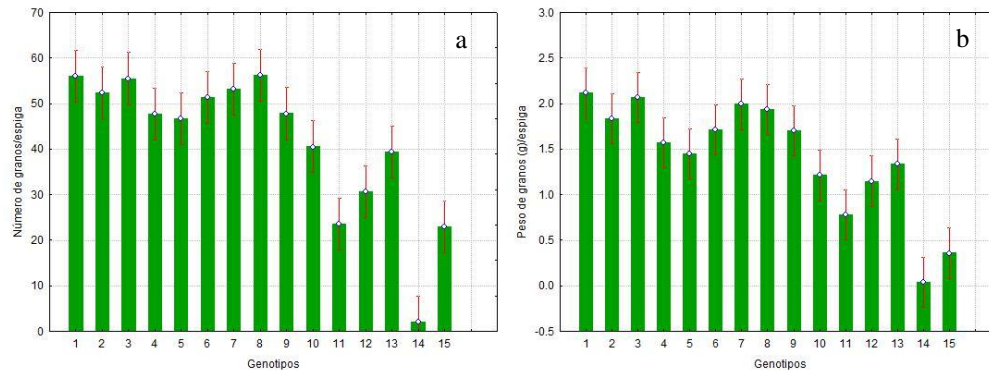 a
Número de granos/espiga
70
60
50
40
30
20
10
0
1 2 3 4 5 6 7 8 9 10 11 12 13 14 15
Genotipos
b
Peso de granos (g)/espiga
3.0
2.5
2.0
1.5
1.0
0.5
0.0
-0.5
1 2 3 4 5 6 7 8 9 10 11 12 13 14 15
Genotipos